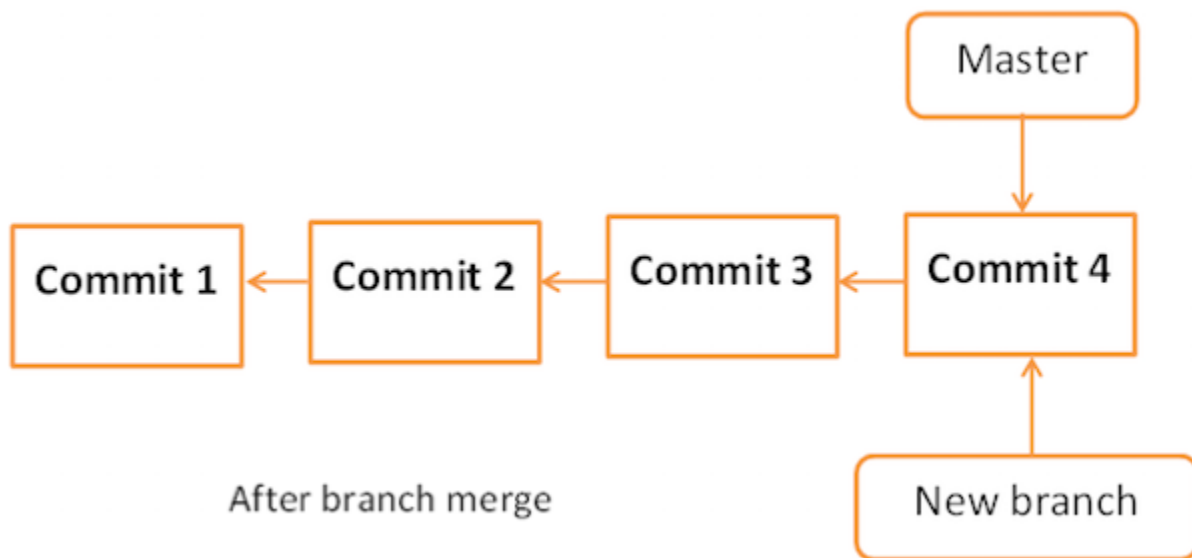 Master
Commit 1
Commit 2
Commit 3
Commit 4
After branch merge
New branch